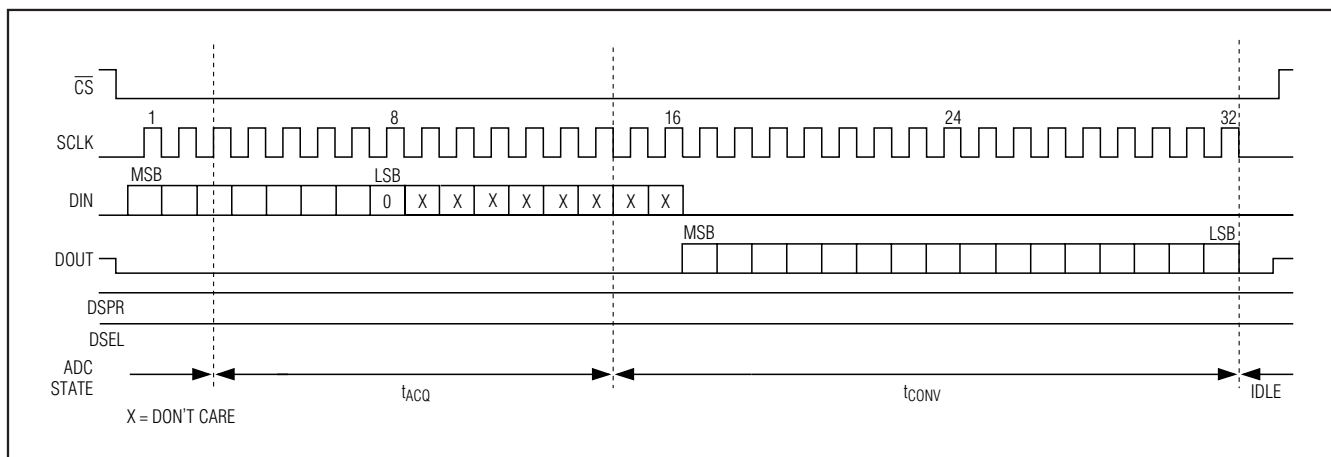 CS
1 8 16 24 32
SCLK
MSB LSB
DIN 0 X X X X X X X X
MSB LSB
DOUT
DSPR
DSEL
ADC STATE tACQ tCONV IDLE
X = DON'T CARE